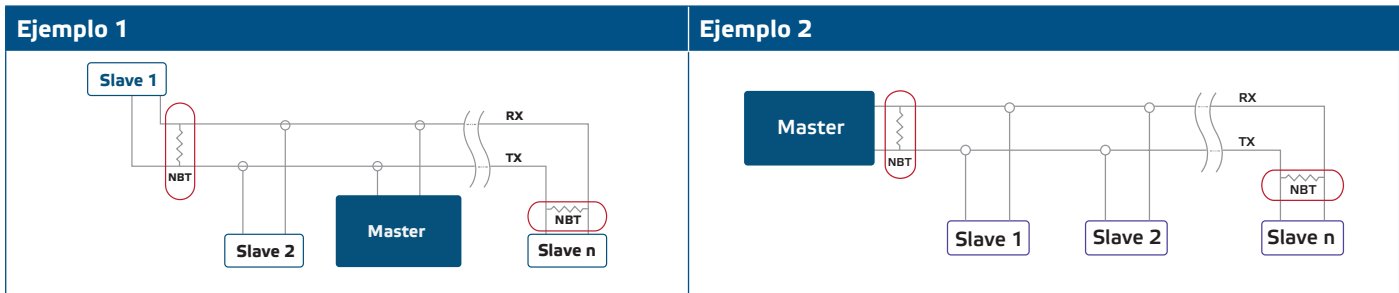 Ejemplo 1
Slave 1
RX
NBT
TX
NBT
Slave 2
Master
Slave n
Ejemplo 2
RX
Master
TX
NBT
NBT
Slave 1
Slave 2
Slave n